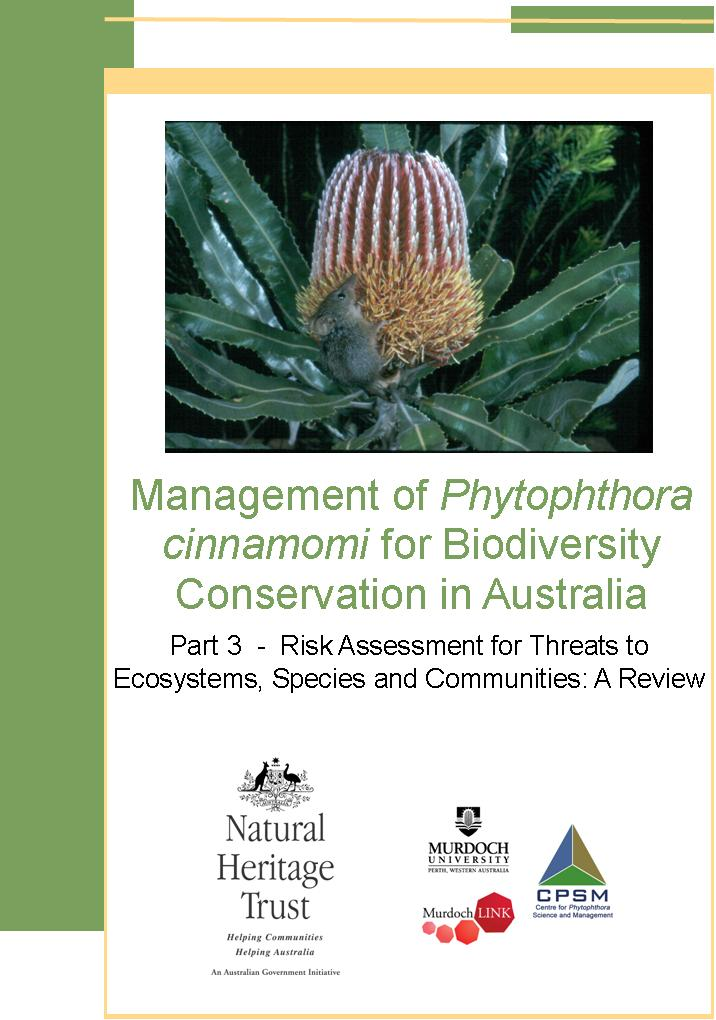 Management of Phytophthora
cinnamomi for Biodiversity
Conservation in Australia
Part 3 - Risk Assessment for Threats to
Ecosystems, Species and Communities: A Review
Natural
Heritage
Trust
Helping Communities
Helping Australia
An Australian Government Initiative
MURDOCH
UNIVERSITY
PERTH, WESTERN AUSTRALIA
Murdoch LINK
CPSM
Centre for Phytophthora
Science and Management